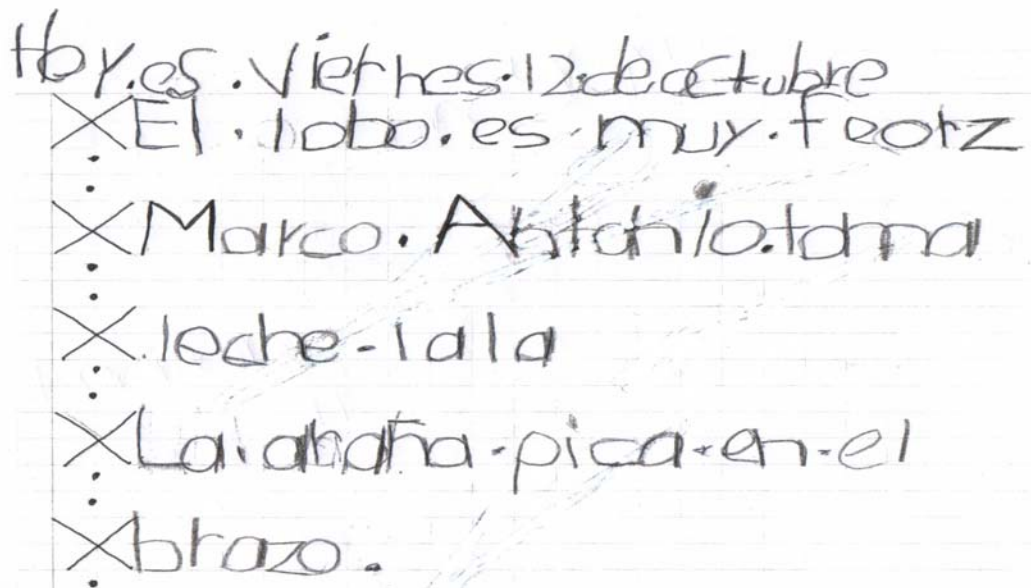 Hoy.es.Viernes.12.de octubre
El.lobo.es.muy.feorz
Marco.Antonio.toma
.leche-lala
La.araña.pica.en.el
brazo.